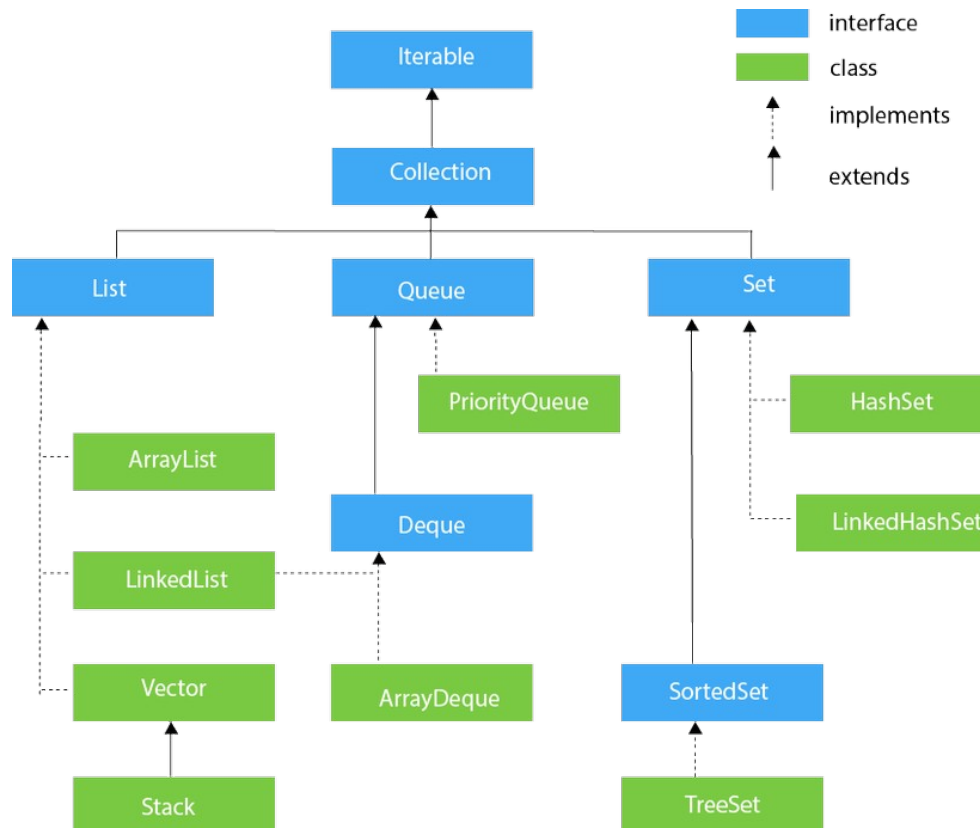 interface
Iterable
class
implements
Collection
extends
List
Queue
Set
PriorityQueue
HashSet
ArrayList
Deque
LinkedHashSet
LinkedList
Vector
ArrayDeque
SortedSet
Stack
TreeSet